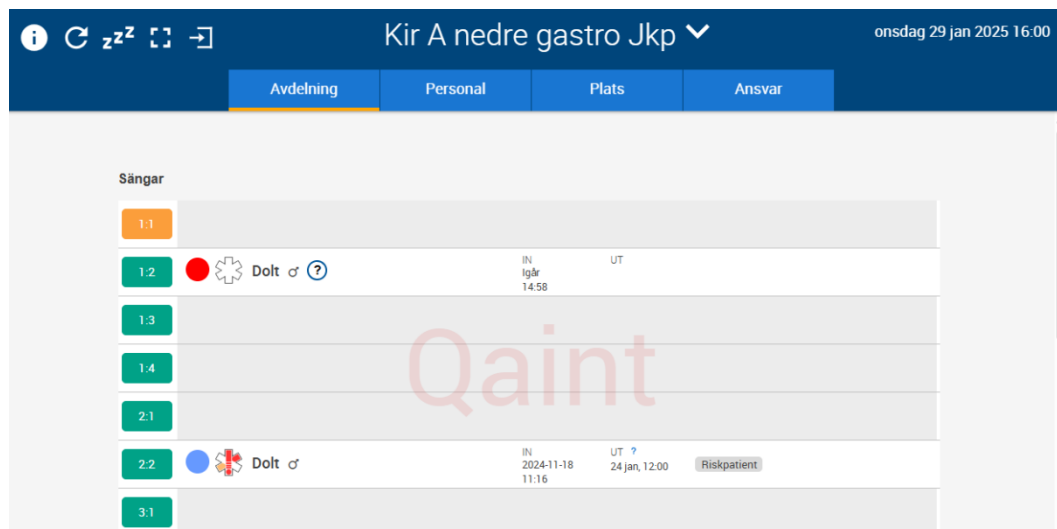 zzZ
Kir A nedre gastro Jkp
onsdag 29 jan 2025 16:00
Avdelning Personal Plats Ansvar
Sängar
1:1
1:2 Dolt ♂ ? IN Igår 14:58 UT
1:3
1:4
Qaint
2:1
2:2 Dolt ♂ IN 2024-11-18 11:16 UT ? 24 jan, 12:00 Riskpatient
3:1